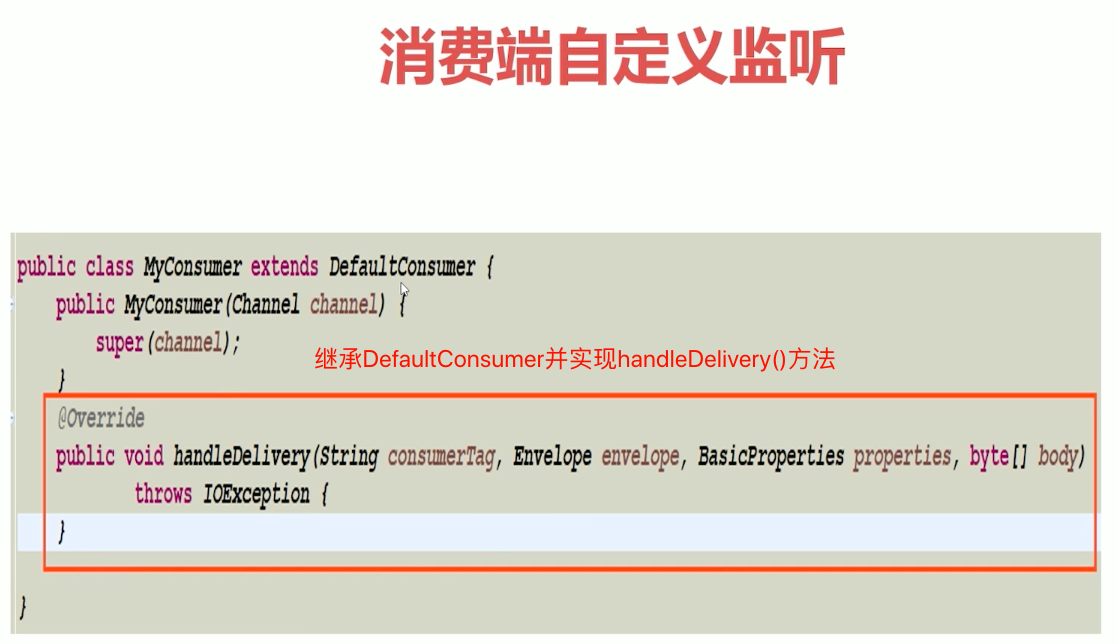 消费端自定义监听
public class MyConsumer extends DefaultConsumer {
public MyConsumer(Channel channel) {
super(channel);
继承DefaultConsumer并实现handleDelivery()方法
}
@Override
public void handleDelivery(String consumerTag, Envelope envelope, BasicProperties properties, byte[] body)
throws IOException {
}
}